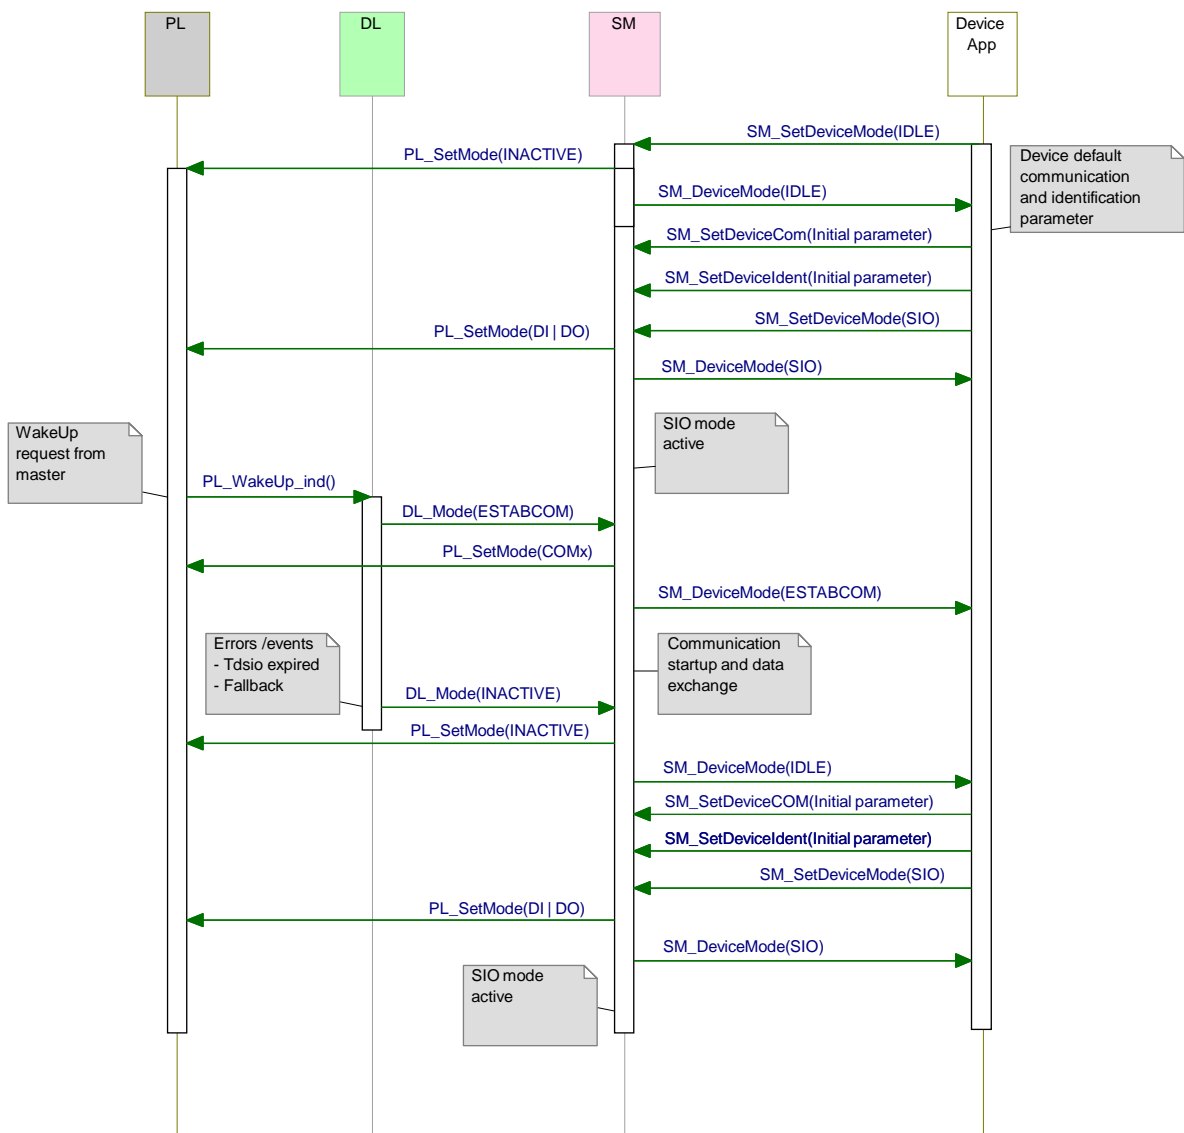 PL
DL
SM
Device
App
SM_SetDeviceMode(IDLE)
PL_SetMode(INACTIVE)
Device default
communication
and identification
parameter
SM_DeviceMode(IDLE)
SM_SetDeviceCom(Initial parameter)
SM_SetDeviceIdent(Initial parameter)
SM_SetDeviceMode(SIO)
PL_SetMode(DI | DO)
SM_DeviceMode(SIO)
WakeUp
request from
master
SIO mode
active
PL_WakeUp_ind()
DL_Mode(ESTABCOM)
PL_SetMode(COMx)
SM_DeviceMode(ESTABCOM)
Errors /events
- Tdsio expired
- Fallback
Communication
startup and data
exchange
DL_Mode(INACTIVE)
PL_SetMode(INACTIVE)
SM_DeviceMode(IDLE)
SM_SetDeviceCOM(Initial parameter)
SM_SetDeviceIdent(Initial parameter)
SM_SetDeviceMode(SIO)
PL_SetMode(DI | DO)
SM_DeviceMode(SIO)
SIO mode
active